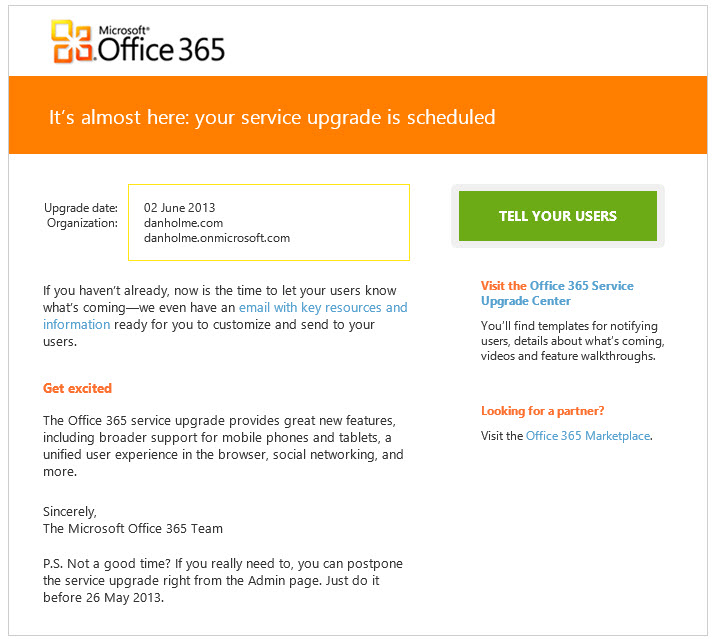 Microsoft®
Office 365
It's almost here: your service upgrade is scheduled
Upgrade date: 02 June 2013
Organization: danholme.com
danholme.onmicrosoft.com
If you haven't already, now is the time to let your users know
what's coming—we even have an email with key resources and
information ready for you to customize and send to your
users.
Get excited
The Office 365 service upgrade provides great new features,
including broader support for mobile phones and tablets, a
unified user experience in the browser, social networking, and
more.
Sincerely,
The Microsoft Office 365 Team
P.S. Not a good time? If you really need to, you can postpone
the service upgrade right from the Admin page. Just do it
before 26 May 2013.
TELL YOUR USERS
Visit the Office 365 Service
Upgrade Center
You'll find templates for notifying
users, details about what's coming,
videos and feature walkthroughs.
Looking for a partner?
Visit the Office 365 Marketplace.